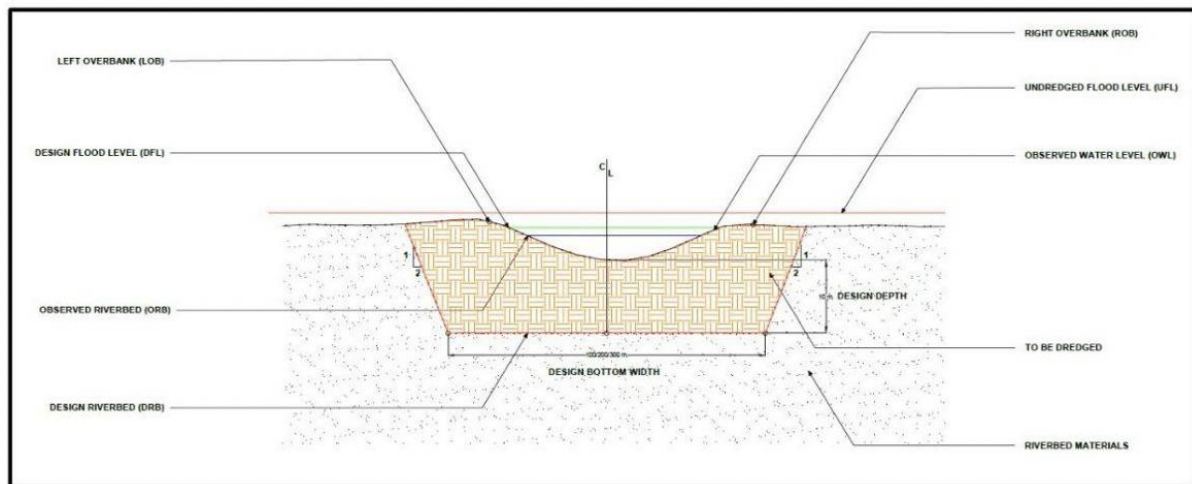 RIGHT OVERBANK (ROB)
LEFT OVERBANK (LOB)
UNDREDGED FLOOD LEVEL (UFL)
DESIGN FLOOD LEVEL (DFL)
OBSERVED WATER LEVEL (OWL)
C
L
1
2
1
2
DESIGN DEPTH
OBSERVED RIVERBED (ORB)
TO BE DREDGED
100/200/300 m.
DESIGN BOTTOM WIDTH
DESIGN RIVERBED (DRB)
RIVERBED MATERIALS